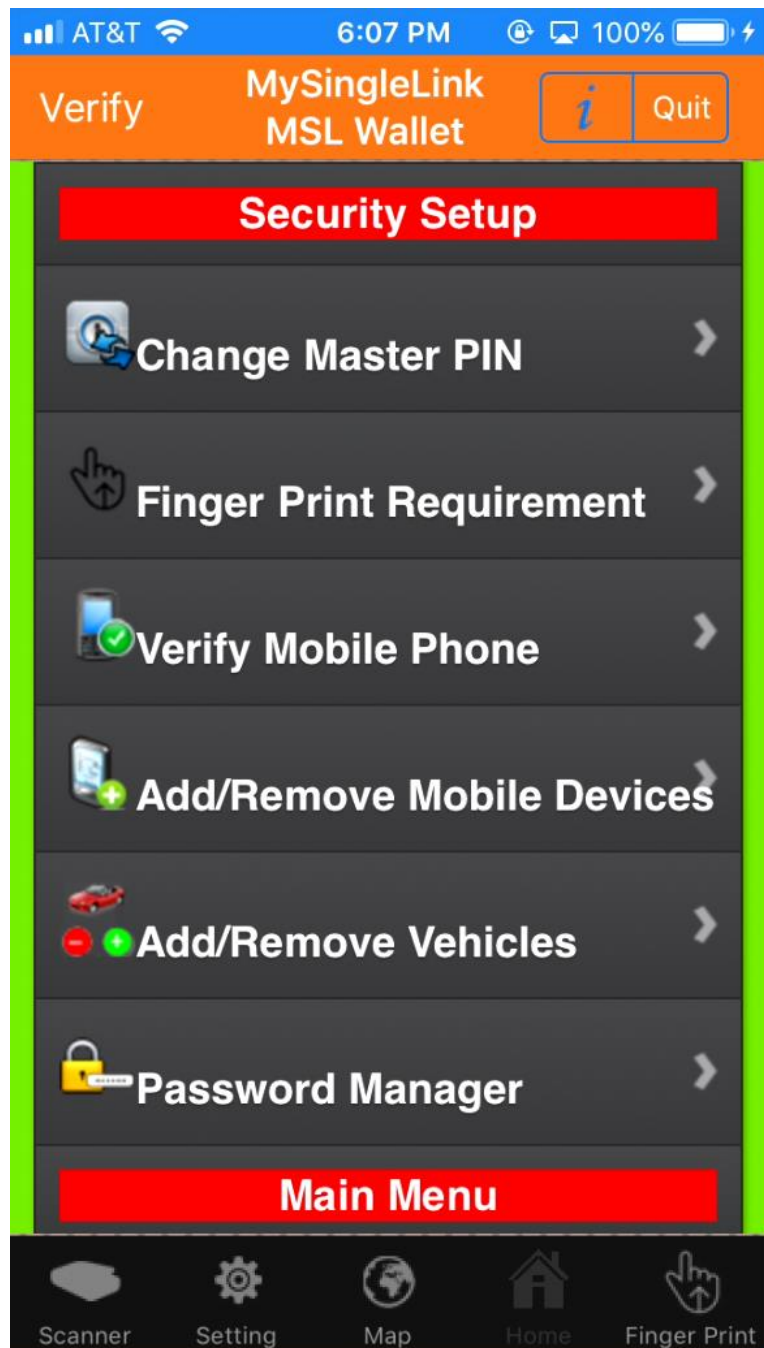 AT&T 6:07 PM 100%
Verify MySingleLink i Quit
MSL Wallet
Security Setup
Change Master PIN
Finger Print Requirement
Verify Mobile Phone
Add/Remove Mobile Devices
Add/Remove Vehicles
Password Manager
Main Menu
Scanner Setting Map Home Finger Print